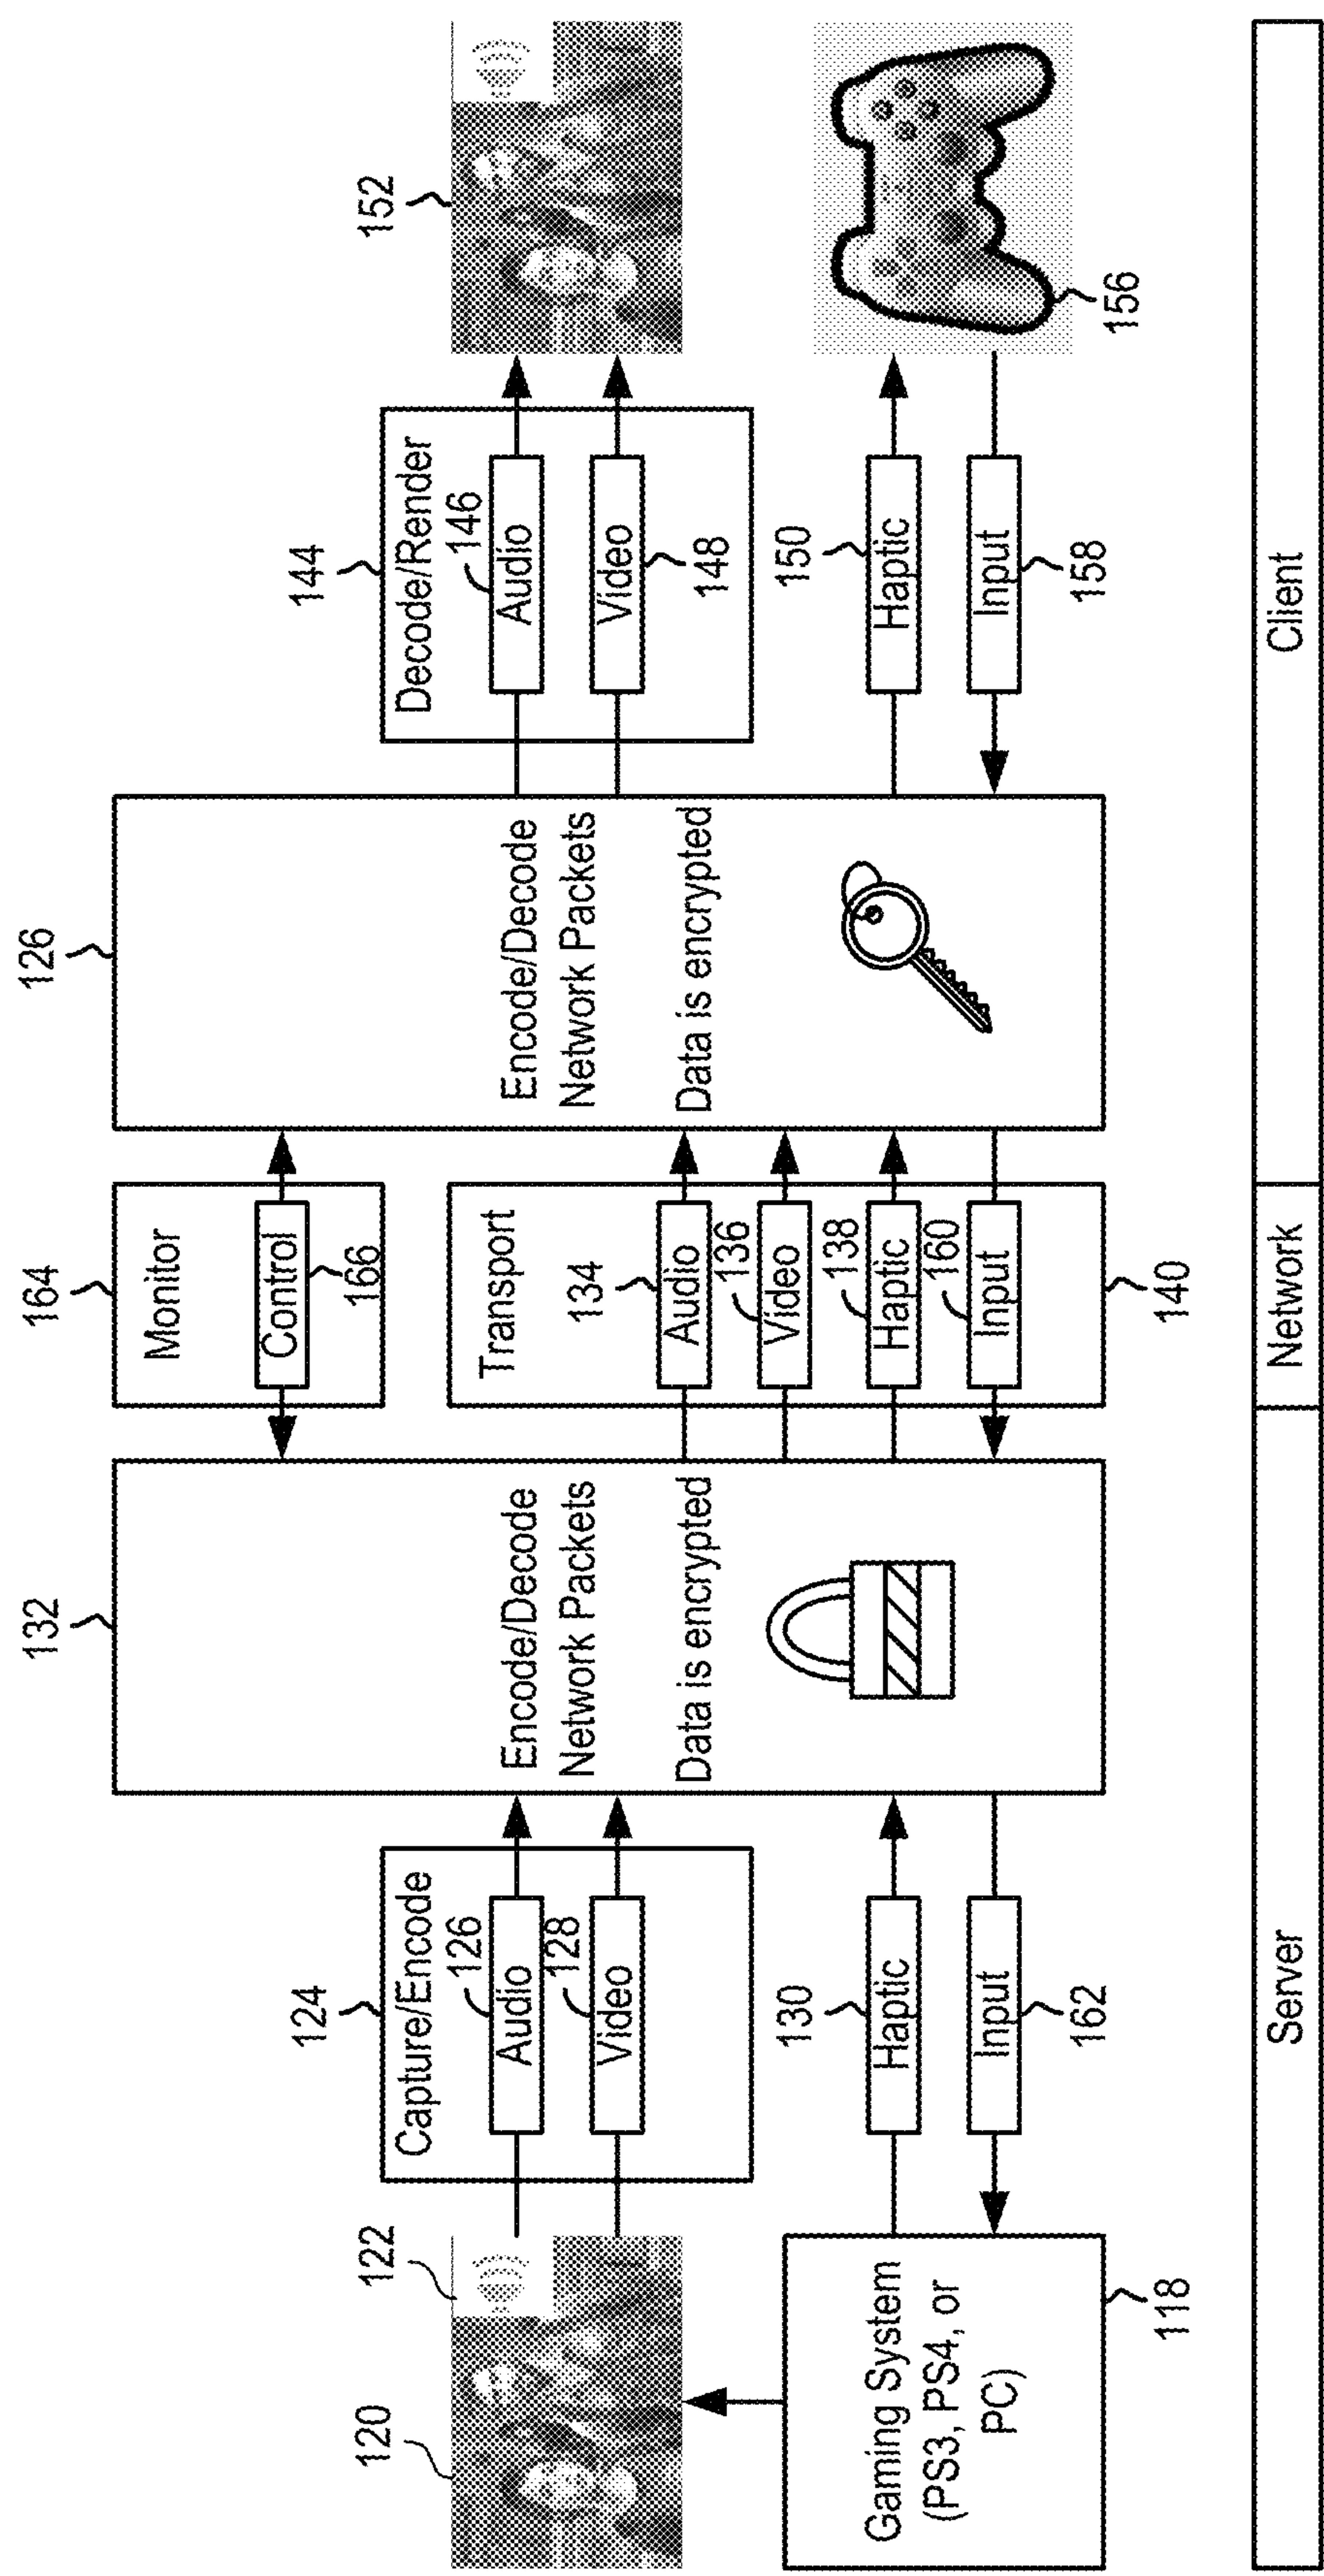 120
122
Gaming System
(PS3, PS4, or
PC)
118
124
Capture/Encode
126
Audio
128
Video
130
Haptic
Input
162
132
Encode/Decode
Network Packets
Data is encrypted
164
Monitor
Control
166
Transport
134
Audio
136
Video
138
Haptic
160
Input
140
126
Encode/Decode
Network Packets
Data is encrypted
144
Decode/Render
146
Audio
Video
148
150
Haptic
Input
158
152
156
Server
Network
Client